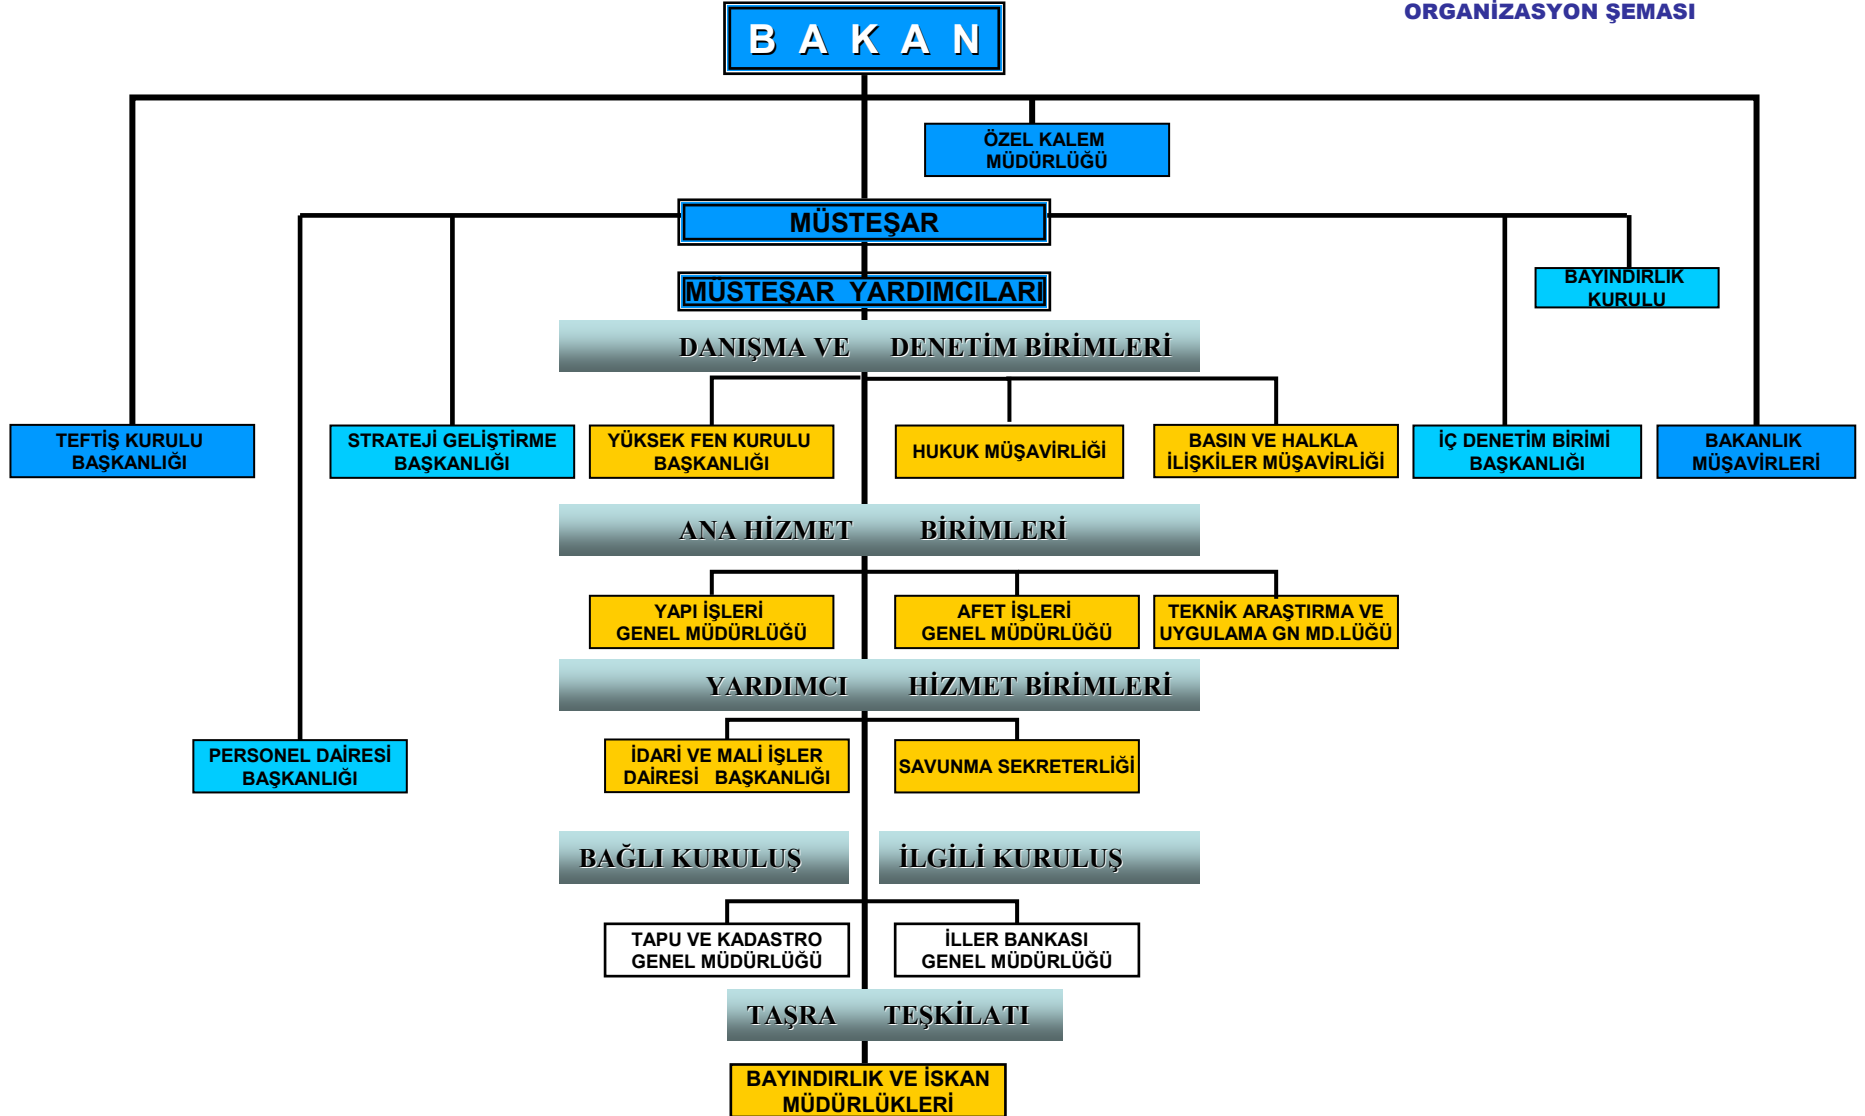 ORGANİZASYON ŞEMASI
B A K A N
ÖZEL KALEM
MÜDÜRLÜĞÜ
MÜSTEŞAR
MÜSTEŞAR YARDIMCILARI
BAYINDIRLIK
KURULU
DANIŞMA VE DENETİM BİRİMLERİ
TEFTİŞ KURULU
BAŞKANLIĞI
STRATEJİ GELİŞTİRME
BAŞKANLIĞI
YÜKSEK FEN KURULU
BAŞKANLIĞI
HUKUK MÜŞAVİRLİĞİ
BASIN VE HALKLA
İLİŞKİLER MÜŞAVİRLİĞİ
İÇ DENETİM BİRİMİ
BAŞKANLIĞI
BAKANLIK
MÜŞAVİRLERİ
ANA HİZMET BİRİMLERİ
YAPI İŞLERİ
GENEL MÜDÜRLÜĞÜ
AFET İŞLERİ
GENEL MÜDÜRLÜĞÜ
TEKNİK ARAŞTIRMA VE
UYGULAMA GN MD.LÜĞÜ
YARDIMCI HİZMET BİRİMLERİ
PERSONEL DAİRESİ
BAŞKANLIĞI
İDARİ VE MALİ İŞLER
DAİRESİ BAŞKANLIĞI
SAVUNMA SEKRETERLİĞİ
BAĞLI KURULUŞ
İLGİLİ KURULUŞ
TAPU VE KADASTRO
GENEL MÜDÜRLÜĞÜ
İLLER BANKASI
GENEL MÜDÜRLÜĞÜ
TAŞRA TEŞKİLATI
BAYINDIRLIK VE İSKAN
MÜDÜRLÜKLERİ